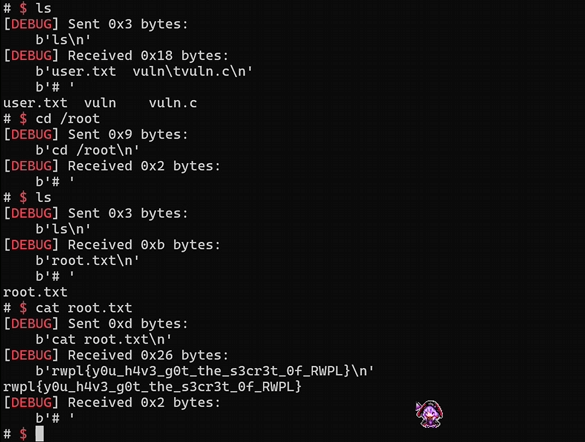 # $ ls
[DEBUG] Sent 0x3 bytes:
    b'ls\n'
[DEBUG] Received 0x18 bytes:
    b'user.txt  vuln\tvuln.c\n'
    b'# '
user.txt  vuln    vuln.c
# $ cd /root
[DEBUG] Sent 0x9 bytes:
    b'cd /root\n'
[DEBUG] Received 0x2 bytes:
    b'# '
# $ ls
[DEBUG] Sent 0x3 bytes:
    b'ls\n'
[DEBUG] Received 0xb bytes:
    b'root.txt\n'
    b'# '
root.txt
# $ cat root.txt
[DEBUG] Sent 0xd bytes:
    b'cat root.txt\n'
[DEBUG] Received 0x26 bytes:
    b'rwpl{y0u_h4v3_g0t_the_s3cr3t_0f_RWPL}\n'
rwpl{y0u_h4v3_g0t_the_s3cr3t_0f_RWPL}
[DEBUG] Received 0x2 bytes:
    b'# '
# $